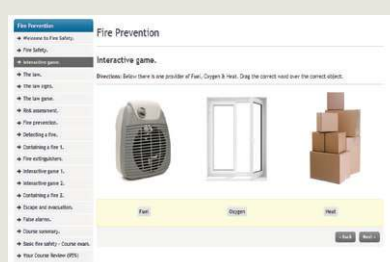 Fire Prevention
→ Welcome to Fire Safety.
→ Fire Safety.
→ Interactive game.
→ The law.
→ The law signs.
→ The law game.
→ Risk assessment.
→ Fire prevention.
→ Detecting a fire.
→ Containing a fire 1.
→ Fire extinguishers.
→ Interactive game 1.
→ Interactive game 2.
→ Containing a fire 2.
→ Escape and evacuation.
→ False alarms.
→ Course summary.
→ Basic fire safety - Course exam.
→ Your Course Review (RTR)
Fire Prevention
Interactive game.
Directions: Below there is one provider of Fuel, Oxygen & Heat. Drag the correct word over the correct object.
Fuel
Oxygen
Heat
‹ Back
Next ›